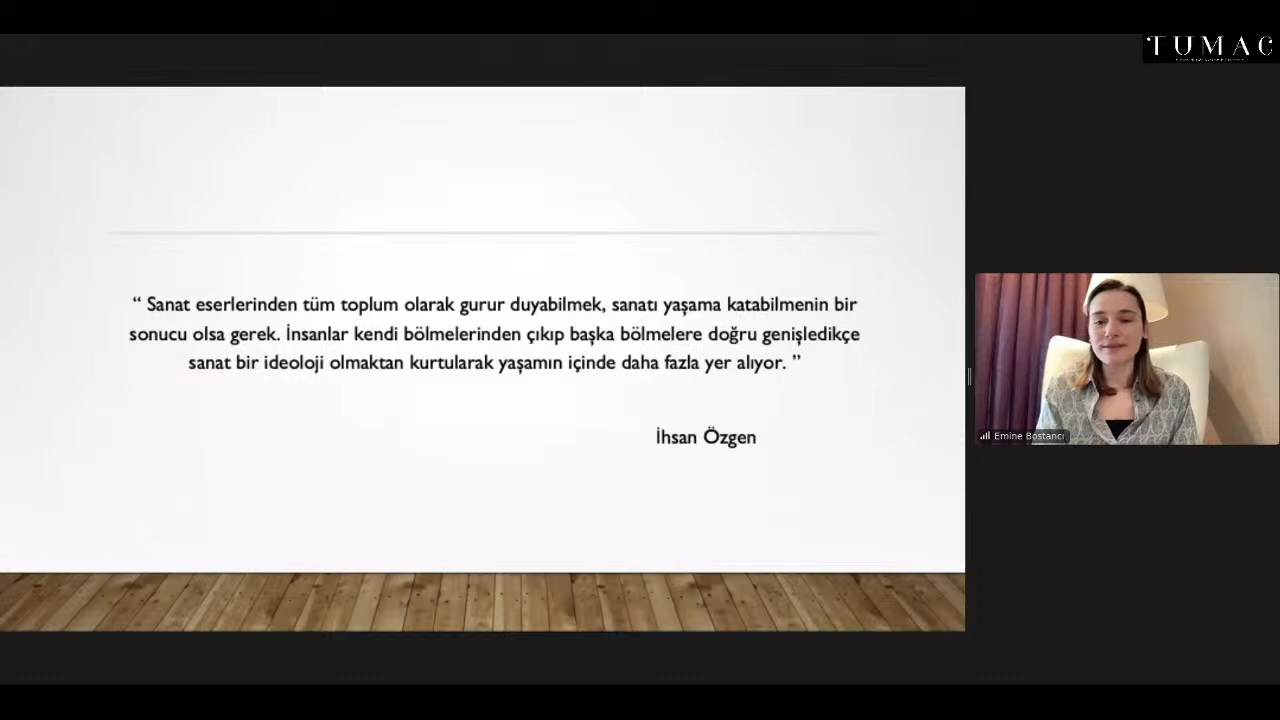 TUMAC
“ Sanat eserlerinden tüm toplum olarak gurur duyabilmek, sanatı yaşama katabilmenin bir
sonucu olsa gerek. İnsanlar kendi bölmelerinden çıkıp başka bölmelere doğru genişledikçe
sanat bir ideoloji olmaktan kurtularak yaşamın içinde daha fazla yer alıyor. ”
İhsan Özgen
Emine Bostancı